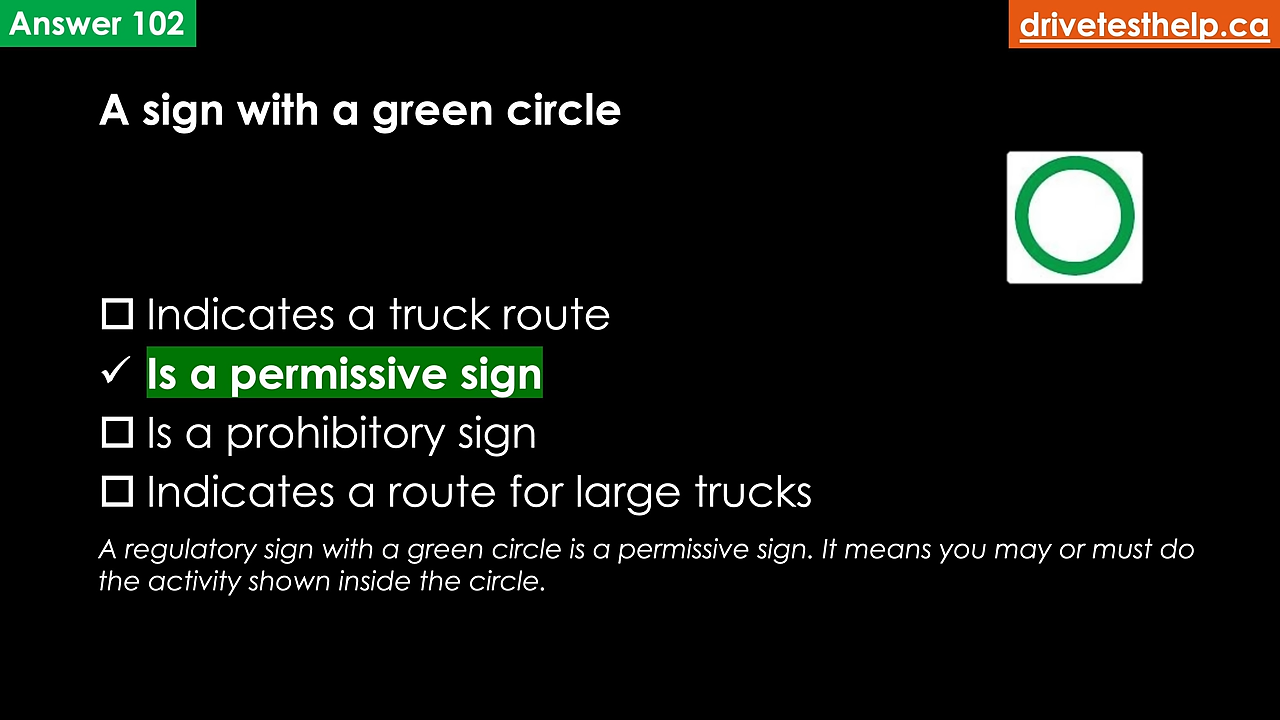 Answer 102
drivetesthelp.ca
A sign with a green circle
Indicates a truck route
Is a permissive sign
Is a prohibitory sign
Indicates a route for large trucks
A regulatory sign with a green circle is a permissive sign. It means you may or must do
the activity shown inside the circle.